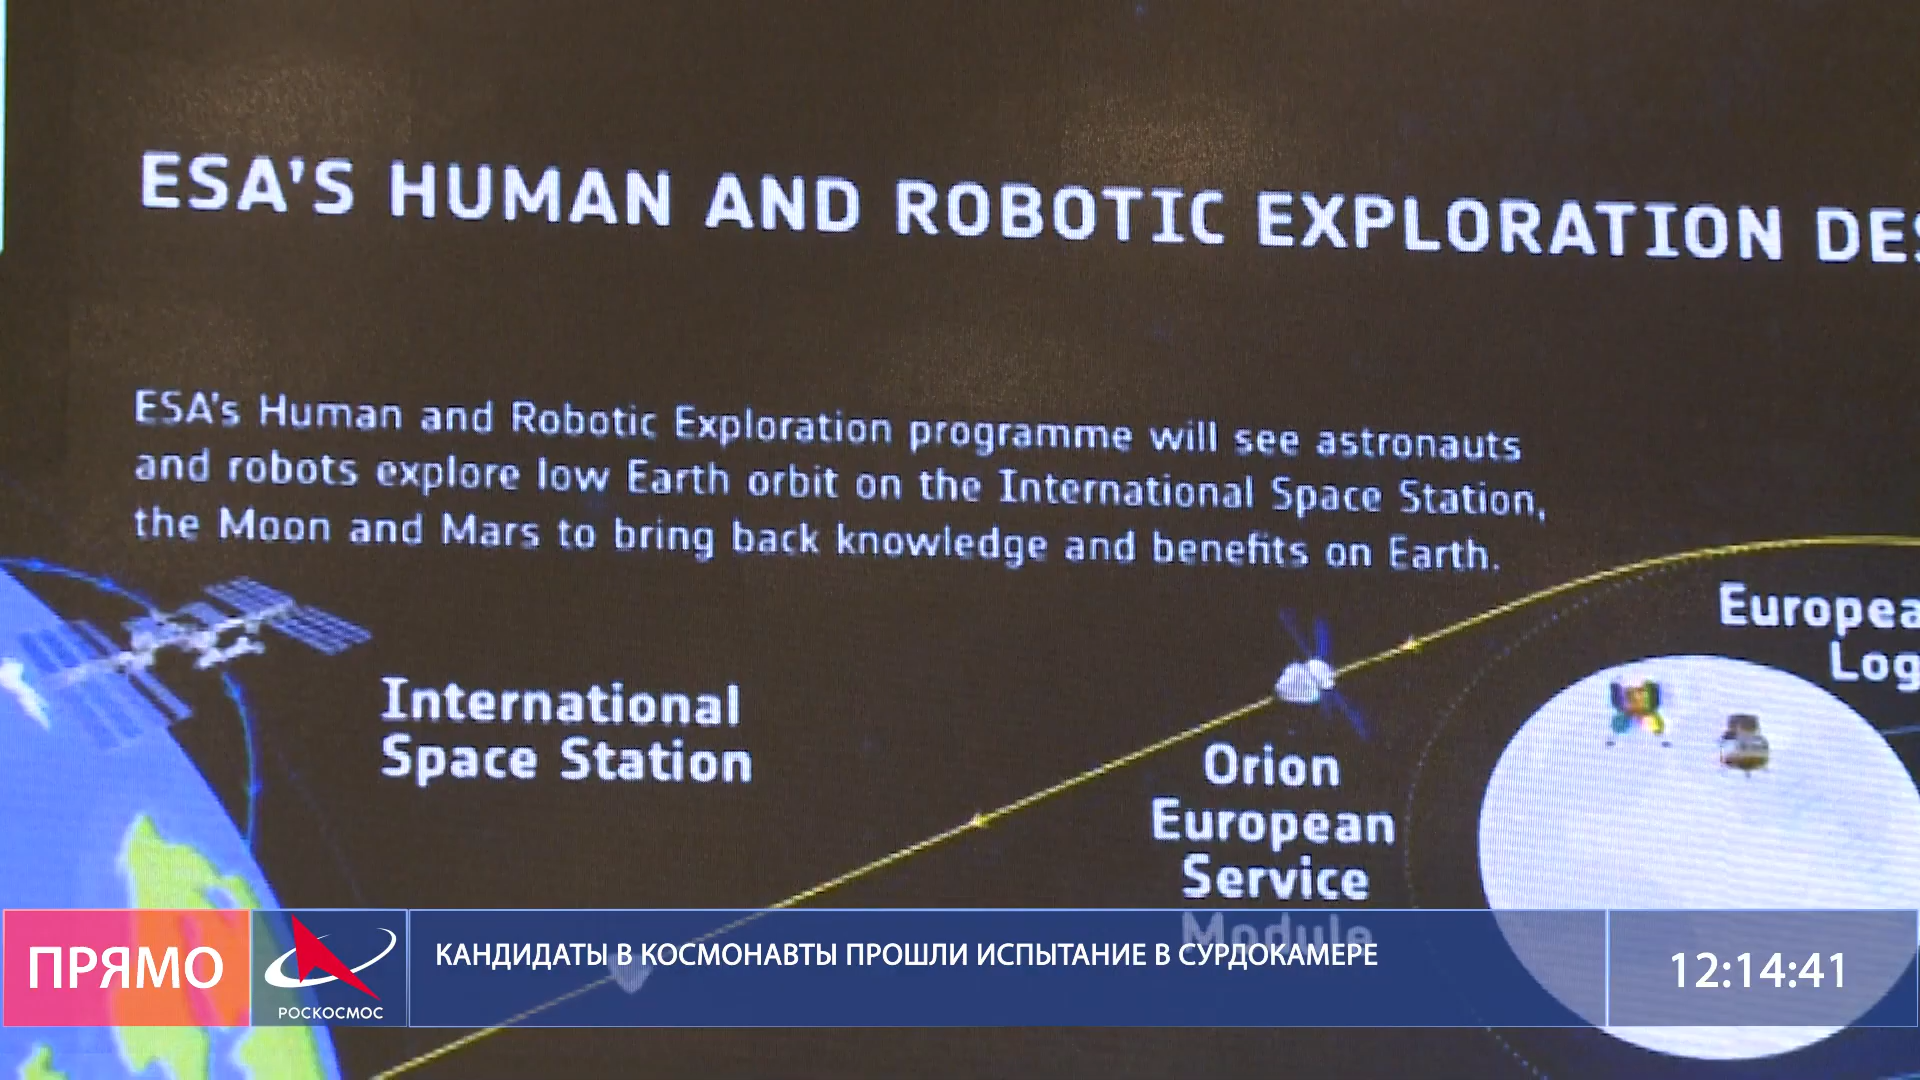 ESA'S HUMAN AND ROBOTIC EXPLORATION
ESA's Human and Robotic Exploration programme will see astronauts
and robots explore low Earth orbit on the International Space Station,
the Moon and Mars to bring back knowledge and benefits on Earth.
International
Space Station
Orion
European
Service
Module
ПРЯМО
РОСКОСМОС
КАНДИДАТЫ В КОСМОНАВТЫ ПРОШЛИ ИСПЫТАНИЕ В СУРДОКАМЕРЕ
12:14:41